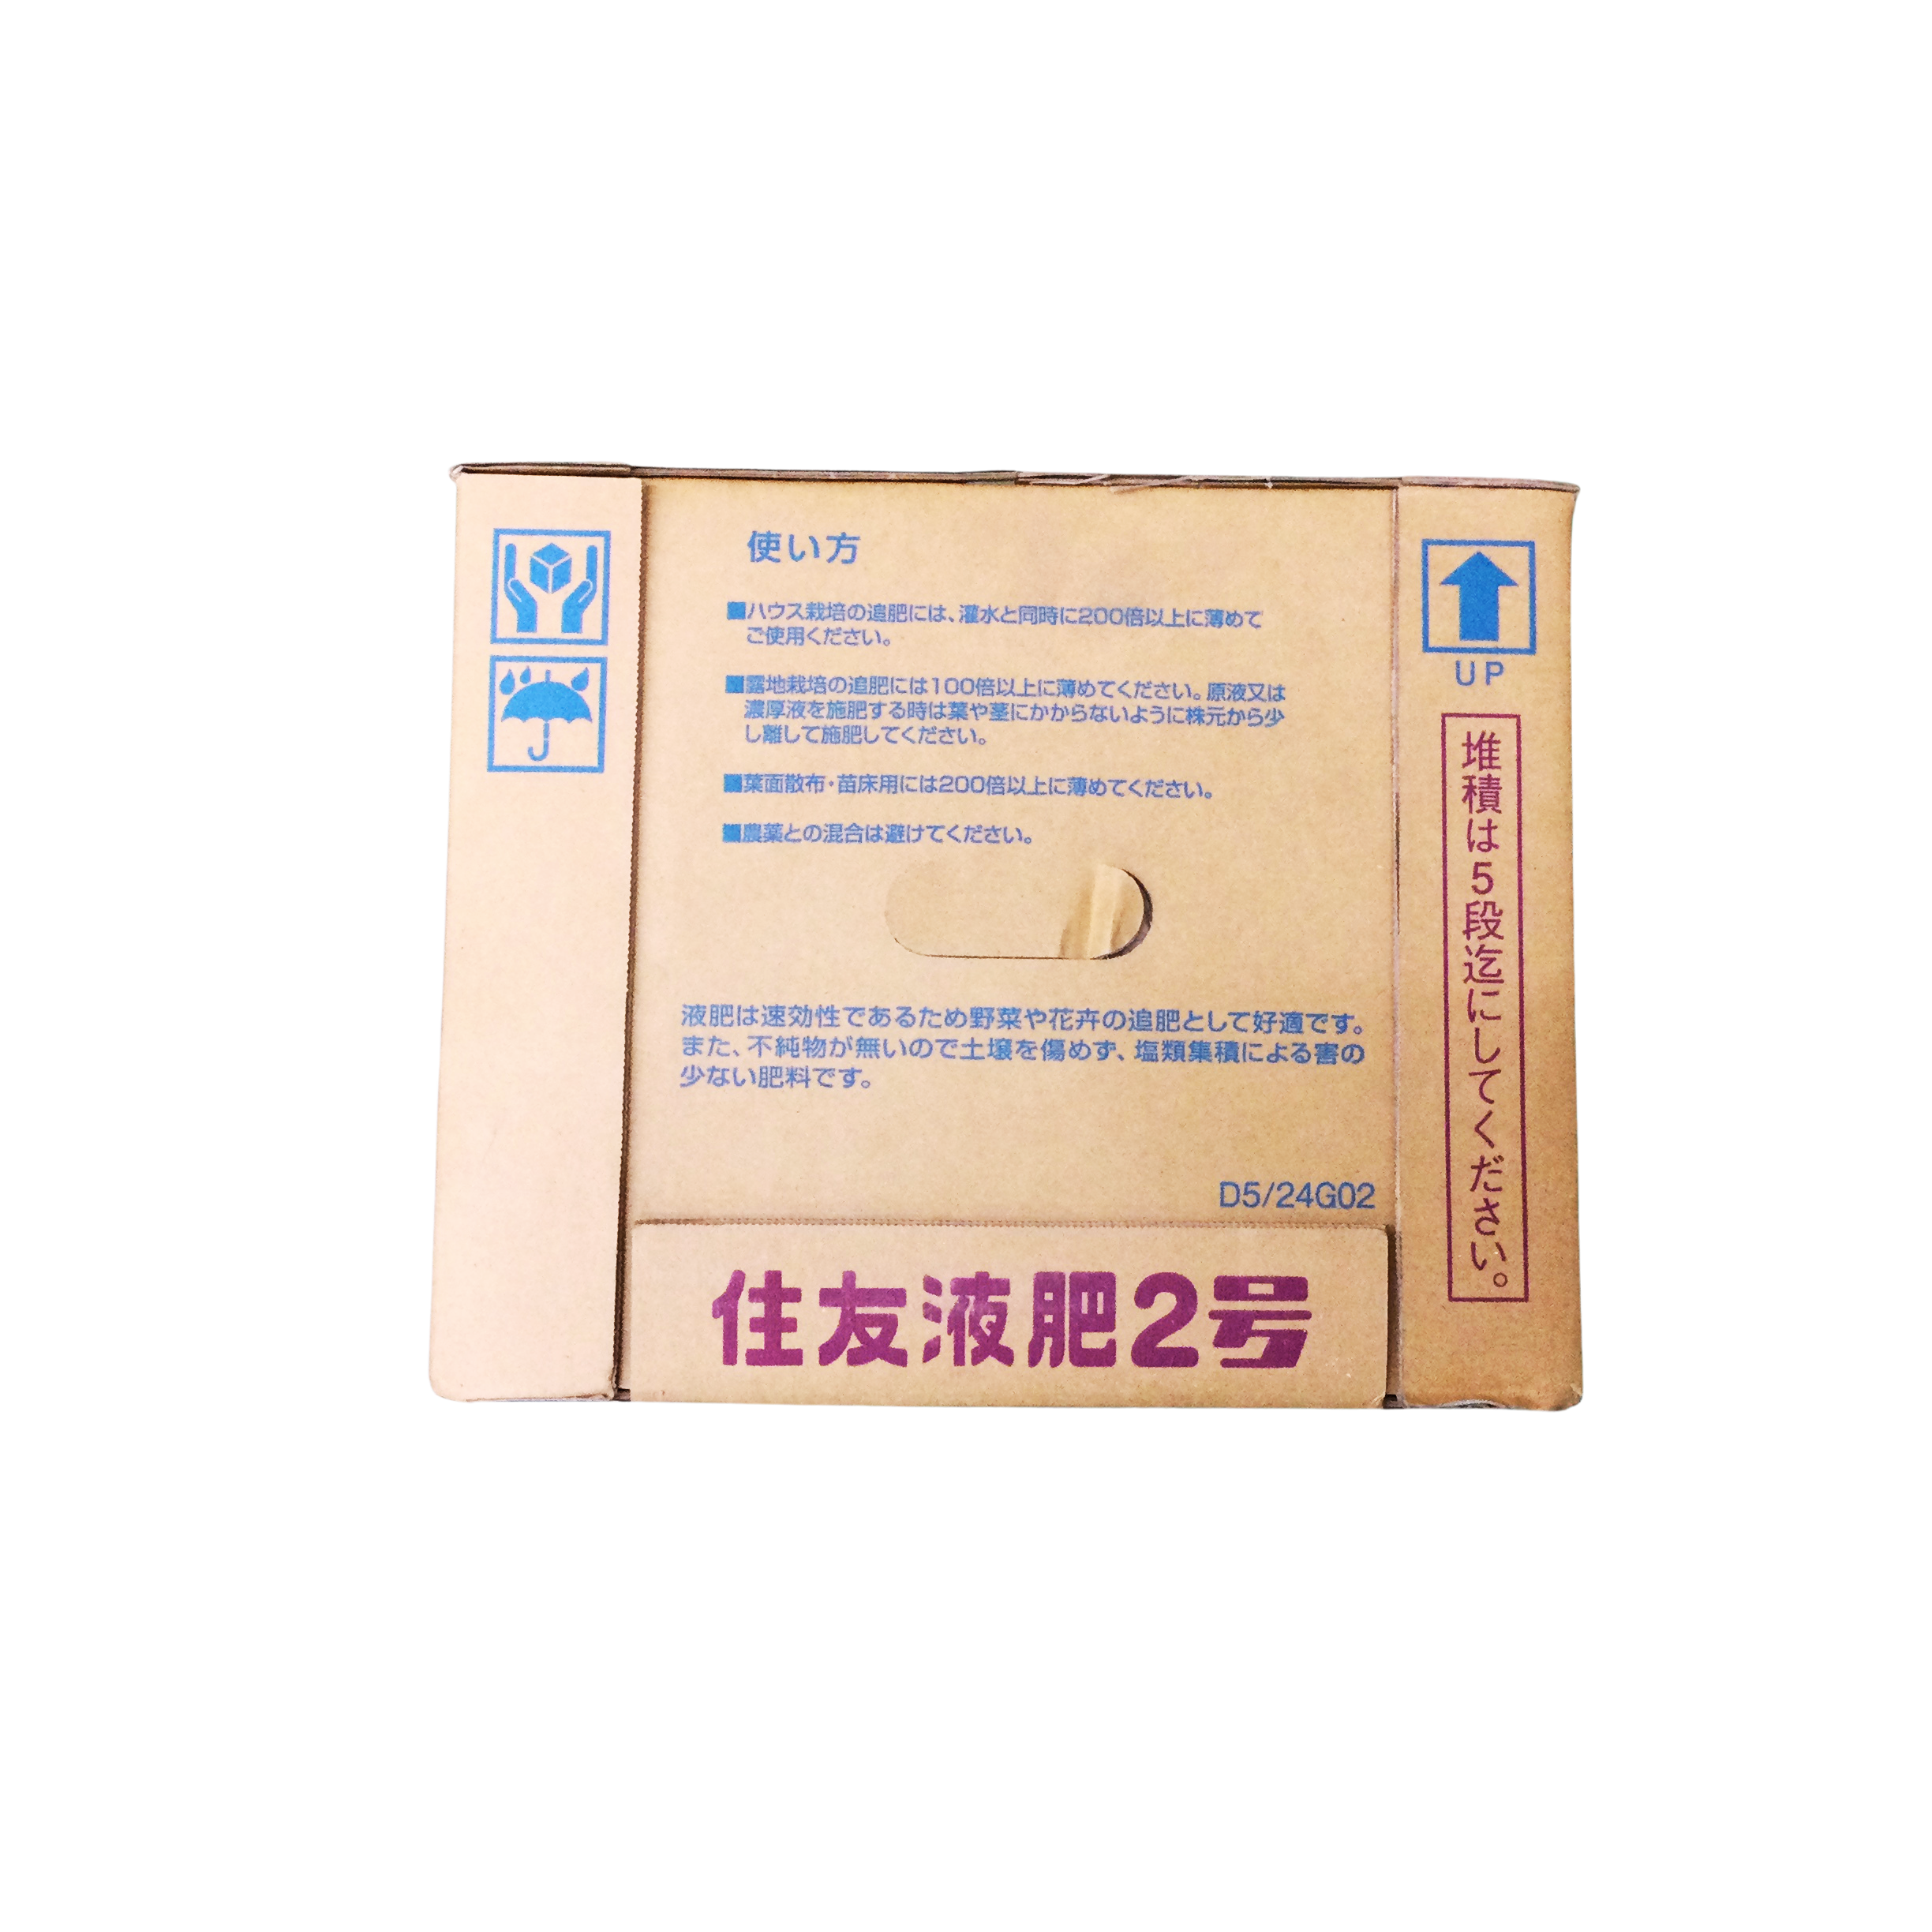 使い方
■ハウス栽培の追肥には、灌水と同時に200倍以上に薄めて
ご使用ください。
■露地栽培の追肥には100倍以上に薄めてください。原液又は
濃厚液を施肥する時は葉や茎にかからないように株元から少
し離して施肥してください。
■葉面散布・苗床用には200倍以上に薄めてください。
■農薬との混合は避けてください。
液肥は速効性であるため野菜や花卉の追肥として好適です。
また、不純物が無いので土壌を傷めず、塩類集積による害の
少ない肥料です。
D5/24G02
住友液肥2号
UP
堆積は5段迄にしてください。